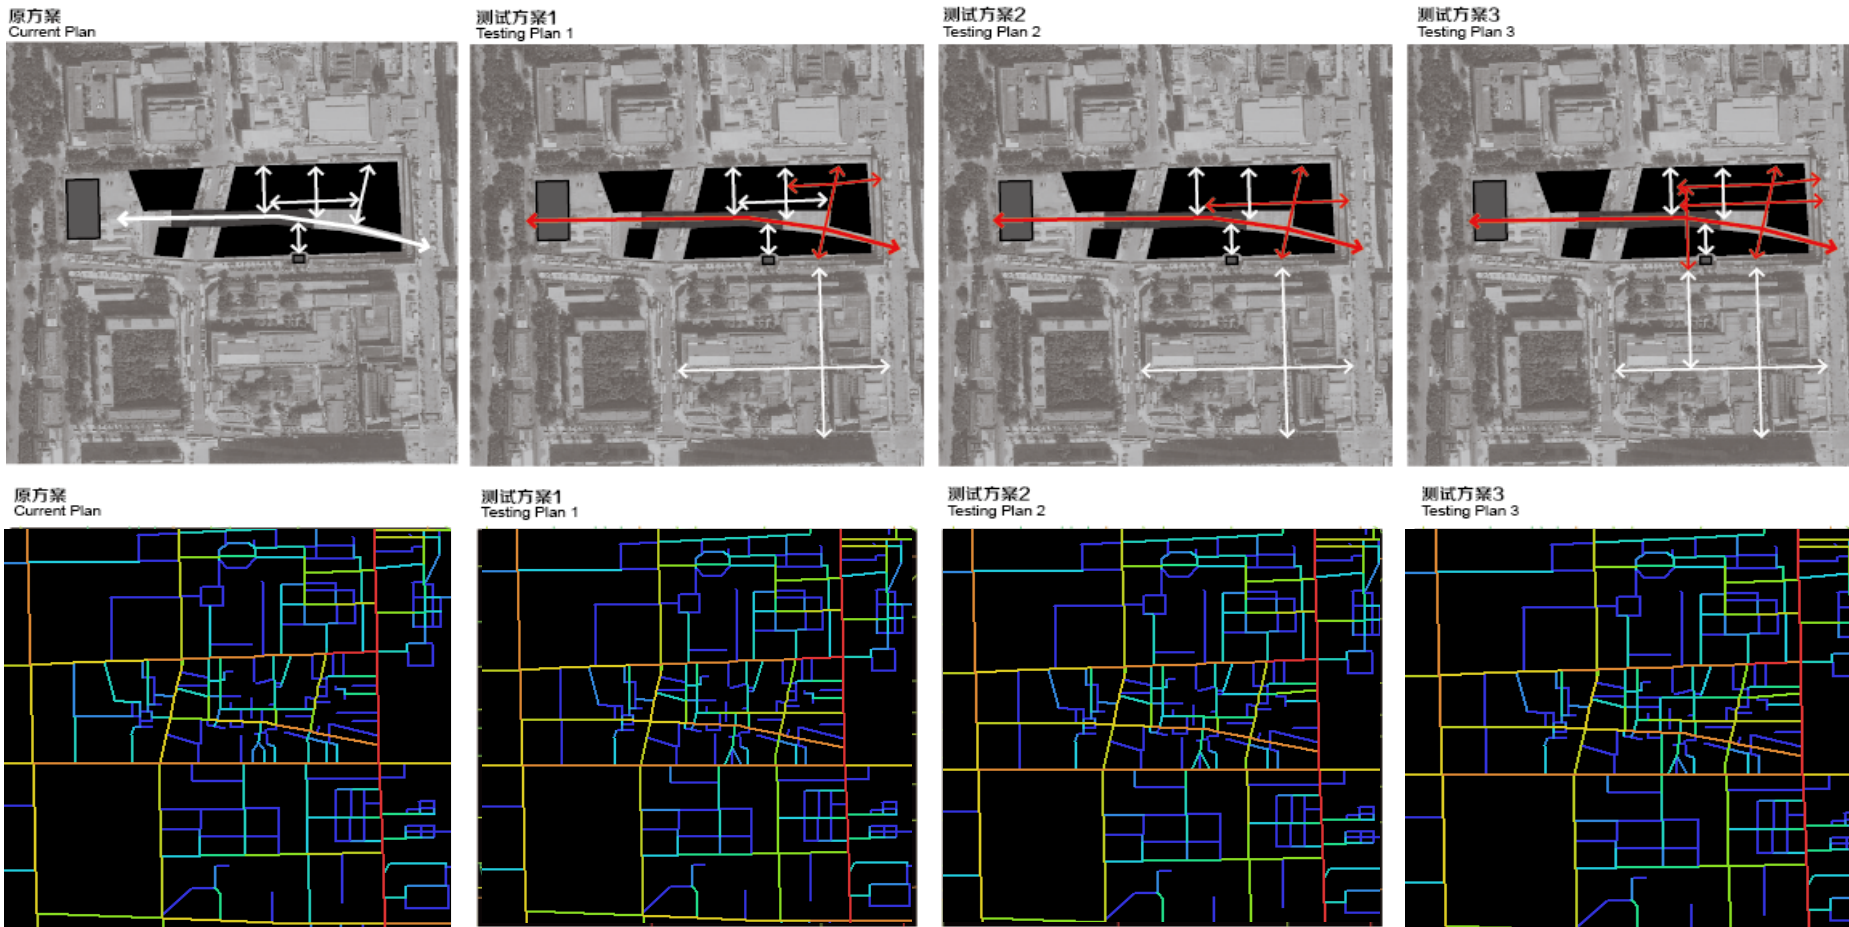 原方案
Current Plan
测试方案1
Testing Plan 1
测试方案2
Testing Plan 2
测试方案3
Testing Plan 3
原方案
Current Plan
测试方案1
Testing Plan 1
测试方案2
Testing Plan 2
测试方案3
Testing Plan 3